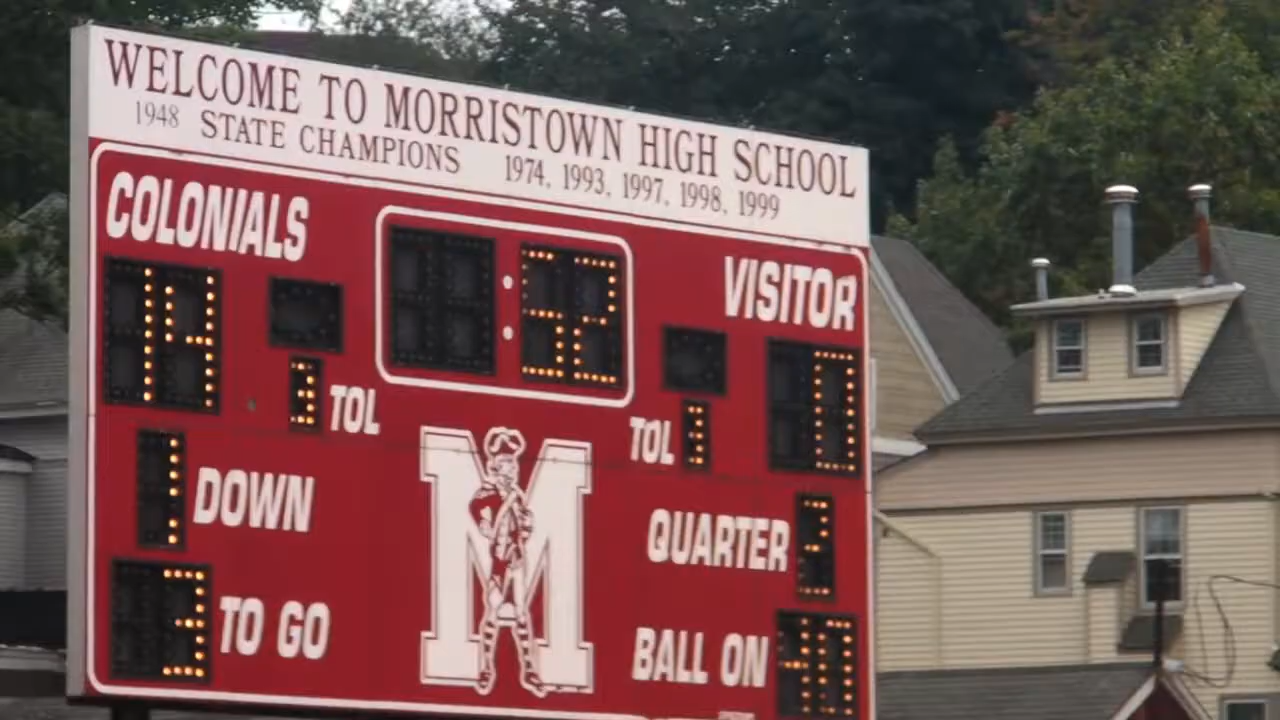 WELCOME TO MORRISTOWN HIGH SCHOOL
1948 STATE CHAMPIONS 1974, 1993, 1997, 1998, 1999
COLONIALS :52 VISITOR
14 0
3 TOL TOL 3
1 DOWN
M
QUARTER 2
3 TO GO
BALL ON 40